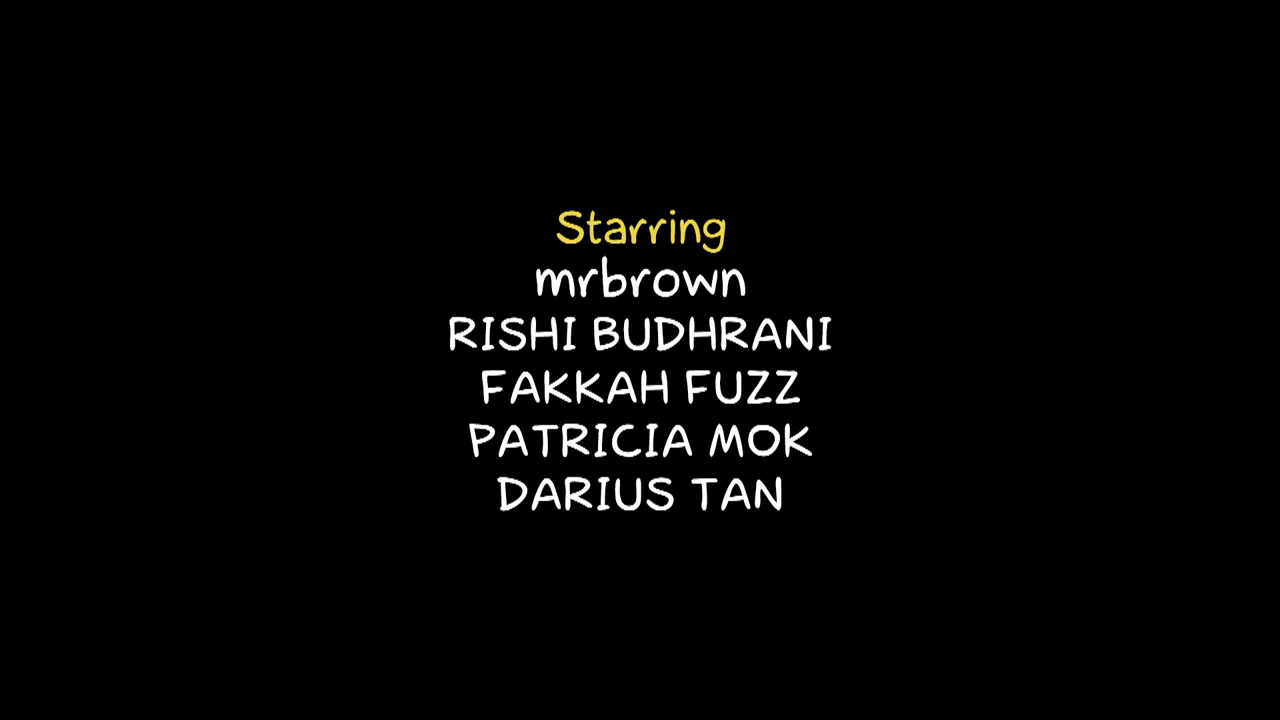 Starring
mrbrown
RISHI BUDHRANI
FAKKAH FUZZ
PATRICIA MOK
DARIUS TAN